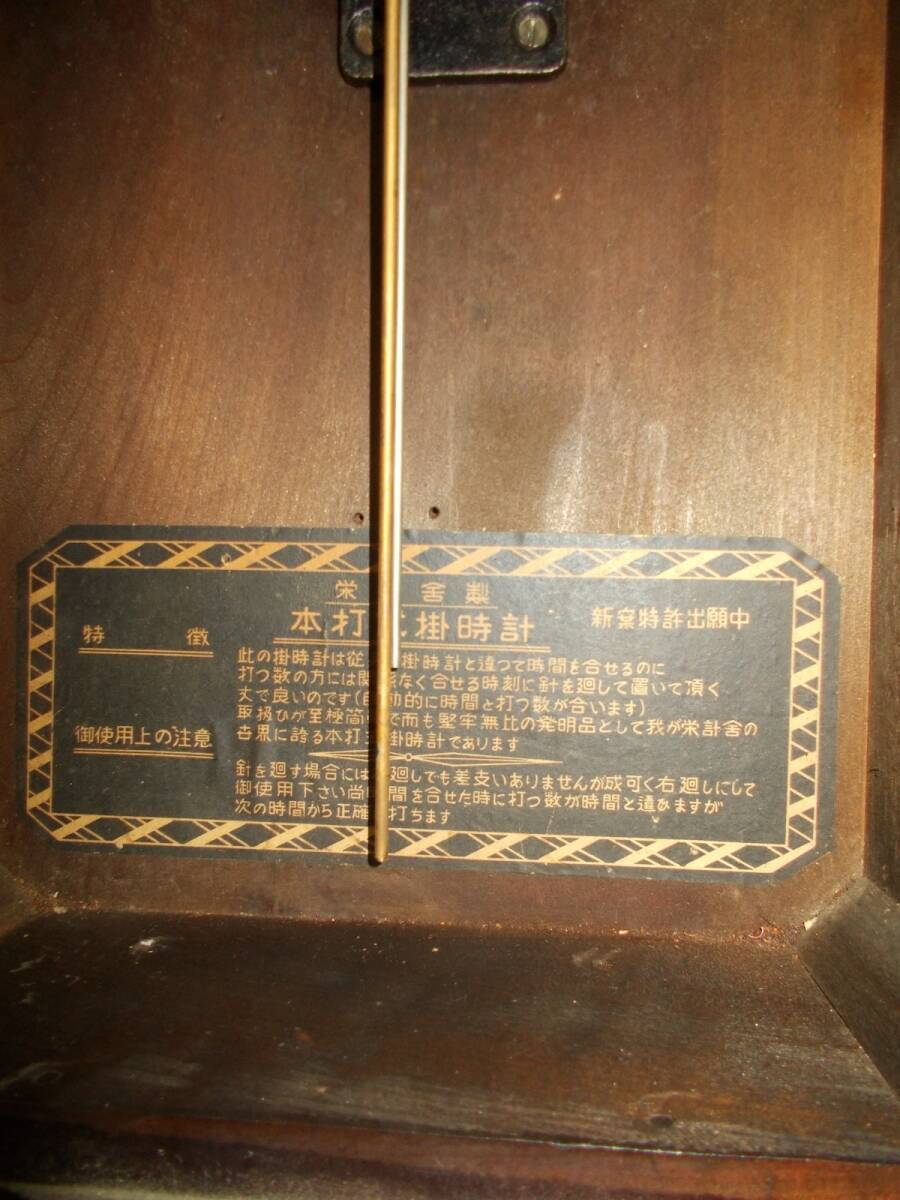 栄 舎 製
本打 掛時計
新案特許出願中
特 徴
此の掛時計は従 掛時計と違つて時間を合せるのに
打つ数の方には関 なく合せる時刻に針を廻して置いて頂く
丈で良いのです(自 的に時間と打つ数が合います)
取扱ひが至極簡 で而も堅牢無比の発明品として我が栄計舎の
世界に誇る本打 掛時計であります
御使用上の注意
針を廻す場合には 廻しても差支いありませんが成可く右廻しにして
御使用下さい尚 間を合せた時に打つ数が時間と違ひますが
次の時間から正確 打ちます